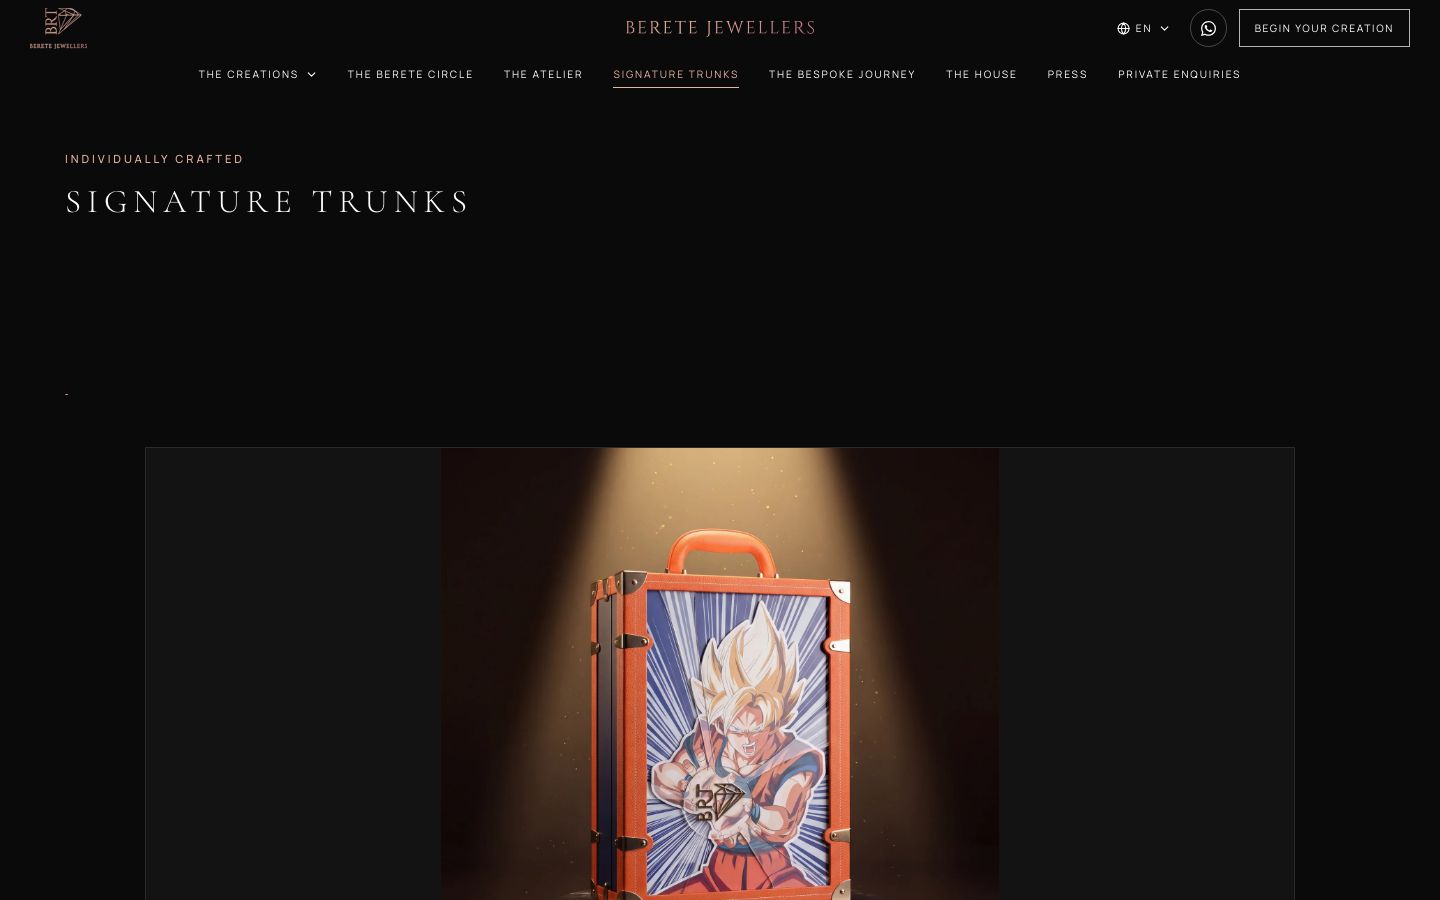 BRT
BERETE JEWELLERS
BERETE JEWELLERS
EN
BEGIN YOUR CREATION
THE CREATIONS
THE BERETE CIRCLE
THE ATELIER
SIGNATURE TRUNKS
THE BESPOKE JOURNEY
THE HOUSE
PRESS
PRIVATE ENQUIRIES
INDIVIDUALLY CRAFTED
SIGNATURE TRUNKS
-
BRT